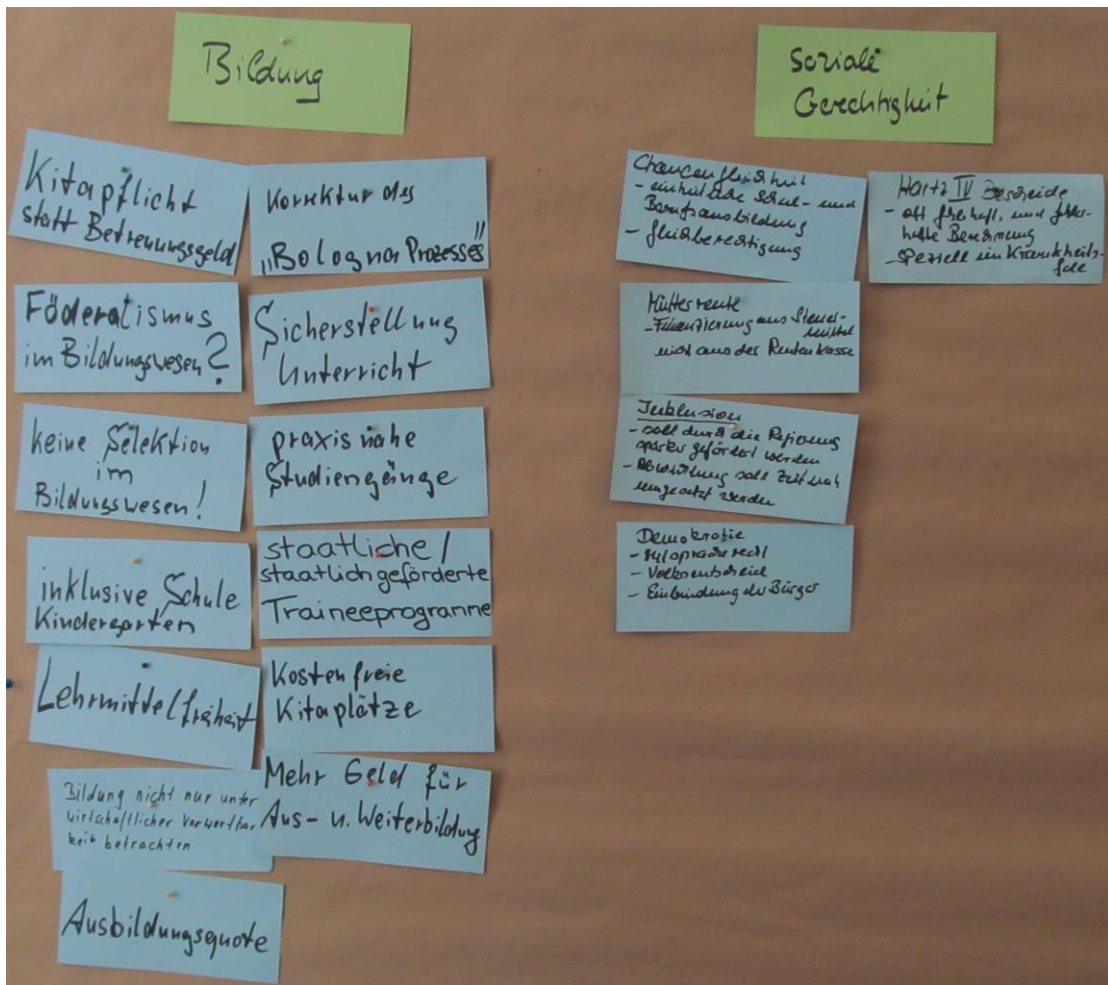 Bildung
Kitapflicht
statt Betreuungsgeld
Föderalismus
im Bildungswesen?
keine Selektion
im
Bildungswesen!
inklusive Schule
Kindergarten
Lehrmittelfreiheit
Bildung nicht nur unter
wirtschaftlicher Verwertbar
keit betrachten
Ausbildungsquote
Korrektur des
„Bologna Prozesses"
Sicherstellung
Unterricht
praxisnahe
Studiengänge
staatliche/
staatlich geförderte
Traineeprogramme
Kostenfreie
Kitaplätze
Mehr Geld für
Aus- u. Weiterbildung
Soziale
Gerechtigkeit
Chancengleichheit
- einheitliche Schul- und
Berufsausbildung
- Gleichberechtigung
Mütterrente
- Finanzierung aus Steuer-
mittel
nicht aus der Rentenkasse
Inklusion
- soll durch die Regierung
stärker gefördert werden
- soll Zeitnah
umgesetzt werden
Demokratie
- Mitspracherecht
- Volksentscheid
- Einbindung der Bürger
Hartz IV Bescheide
- oft fehlerhaft, und fehler-
hafte Berechnung
- speziell im Krankheits-
falle